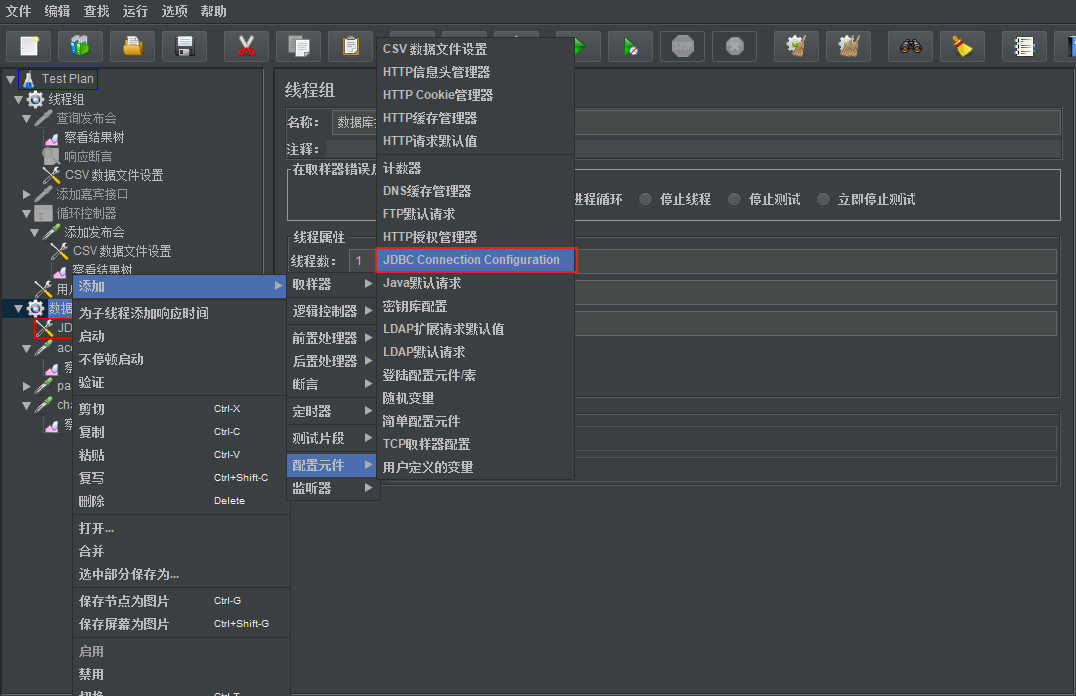 文件 编辑 查找 运行 选项 帮助
STOP
Test Plan
线程组
查询发布会
察看结果树
响应断言
CSV 数据文件设置
添加嘉宾接口
循环控制器
添加发布会
CSV 数据文件设置
察看结果树
用
数据
JD
acc
察
pa
cha
察
线程组
名称：
数据库
注释：
在取样器错误
进程循环
停止线程
停止测试
立即停止测试
线程属性
线程数：
1
添加
为子线程添加响应时间
启动
不停顿启动
验证
剪切 Ctrl-X
复制 Ctrl-C
粘贴 Ctrl-V
复写 Ctrl+Shift-C
删除 Delete
打开...
合并
选中部分保存为...
保存节点为图片 Ctrl-G
保存屏幕为图片 Ctrl+Shift-G
启用
禁用
切换 Ctrl-T
取样器
逻辑控制器
前置处理器
后置处理器
断言
定时器
测试片段
配置元件
监听器
CSV 数据文件设置
HTTP信息头管理器
HTTP Cookie管理器
HTTP缓存管理器
HTTP请求默认值
计数器
DNS缓存管理器
FTP默认请求
HTTP授权管理器
JDBC Connection Configuration
Java默认请求
密钥库配置
LDAP扩展请求默认值
LDAP默认请求
登陆配置元件/素
随机变量
简单配置元件
TCP取样器配置
用户定义的变量